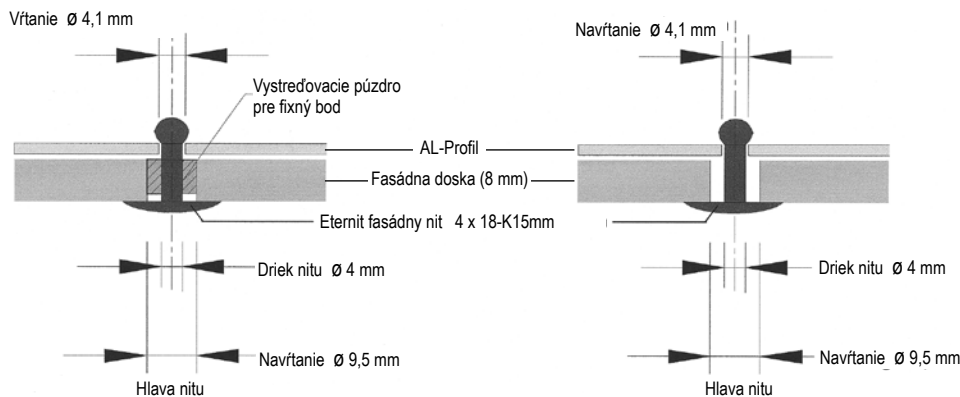 Vŕtanie ø 4,1 mm
Navŕtanie ø 4,1 mm
Vystreďovacie púzdro
pre fixný bod
AL-Profil
Fasádna doska (8 mm)
Eternit fasádny nit 4 x 18-K15mm
Driek nitu ø 4 mm
Driek nitu ø 4 mm
Navŕtanie ø 9,5 mm
Navŕtanie ø 9,5 mm
Hlava nitu
Hlava nitu